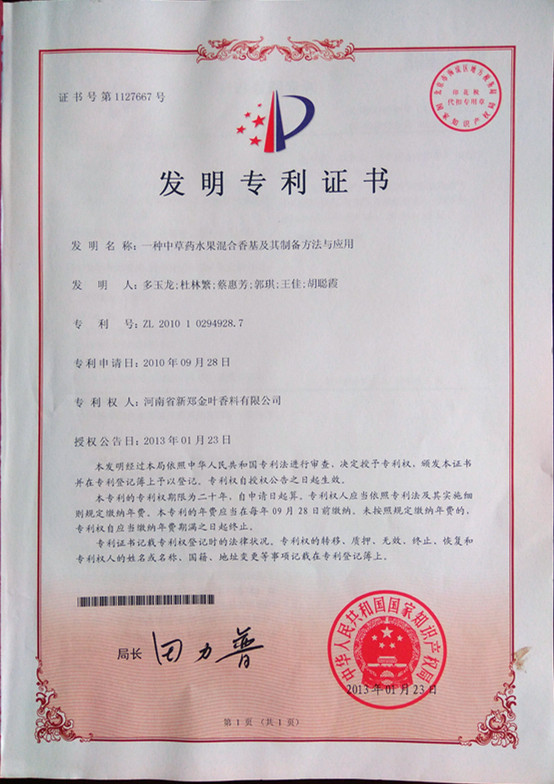 证书号第1127667号
印花税
代扣专用章
国家知识产权局
发明专利证书
发明名称：一种中草药水果混合香基及其制备方法与应用
发明人：多玉龙;杜林繁;蔡惠芳;郭琪;王佳;胡聪霞
专利号：ZL 2010 1 0294928.7
专利申请日：2010年09月28日
专利权人：河南省新郑金叶香料有限公司
授权公告日：2013年01月23日
本发明经过本局依照中华人民共和国专利法进行审查，决定授予专利权，颁发本证书
并在专利登记簿上予以登记。专利权自授权公告之日起生效。
本专利的专利权期限为二十年，自申请日起算。专利权人应当依照专利法及其实施细
则规定缴纳年费。本专利的年费应当在每年09月28日前缴纳。未按照规定缴纳年费的，
专利权自应当缴纳年费期满之日起终止。
专利证书记载专利权登记时的法律状况。专利权的转移、质押、无效、终止、恢复和
专利权人的姓名或名称、国籍、地址变更等事项记载在专利登记簿上。
局长 田力普
中华人民共和国国家知识产权局
2013年01月23日
第1页（共1页）